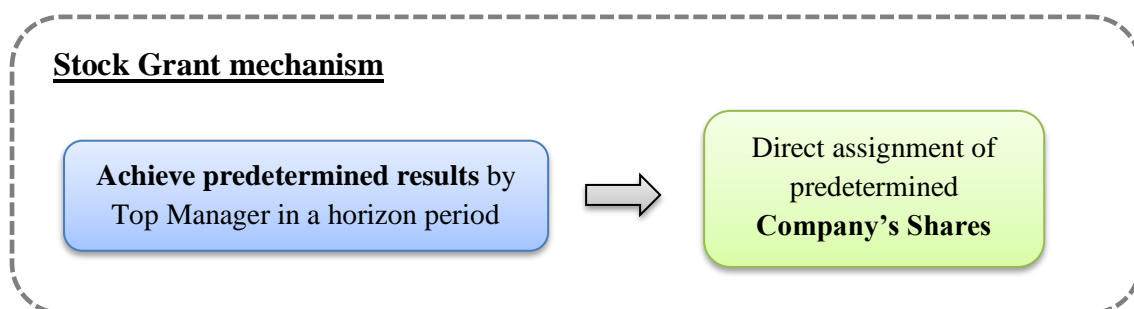 Stock Grant mechanism
Achieve predetermined results by
Top Manager in a horizon period
Direct assignment of
predetermined
Company’s Shares